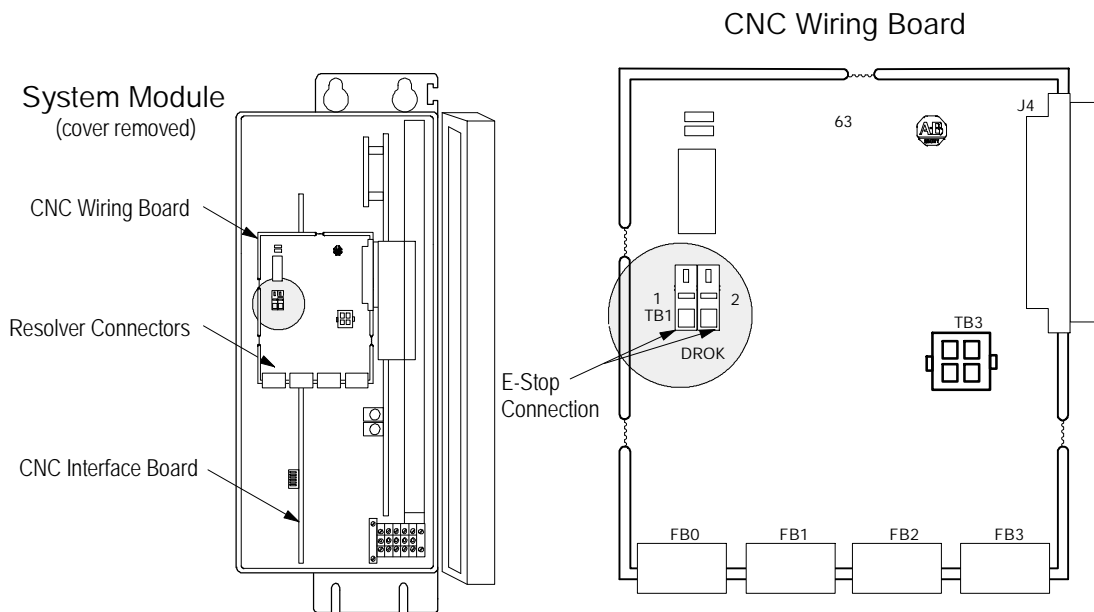 CNC Wiring Board
System Module
(cover removed)
CNC Wiring Board
Resolver Connectors
CNC Interface Board
63
J4
AB
1
2
TB1
DROK
TB3
E-Stop
Connection
FB0
FB1
FB2
FB3